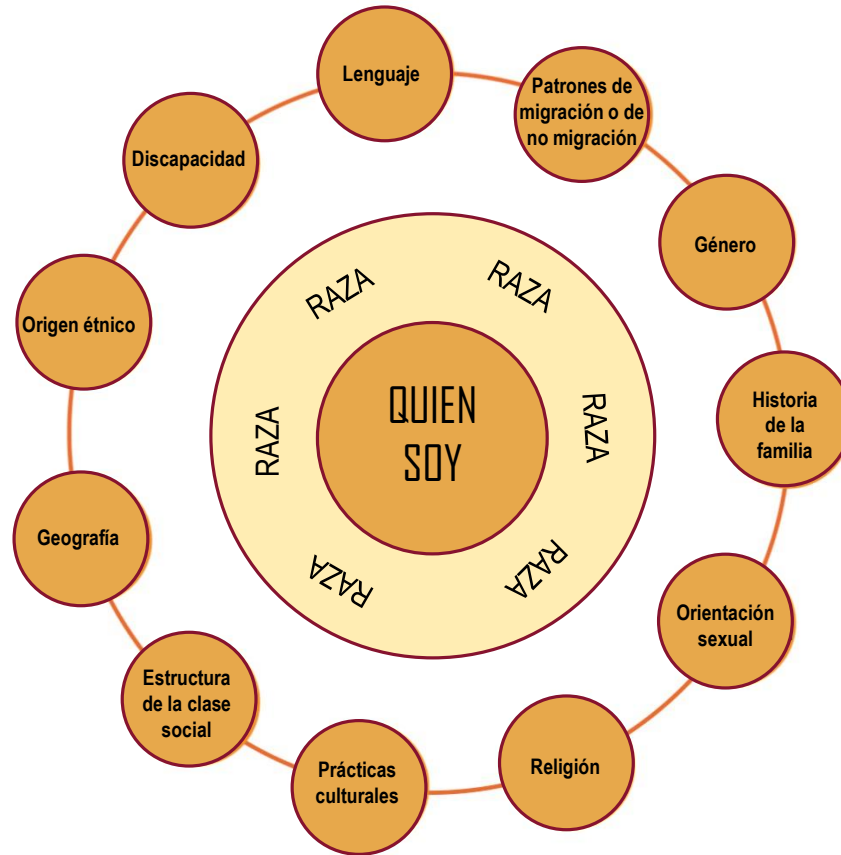 Lenguaje
Patrones de
migración o de
no migración
Género
Historia
de la
familia
Orientación
sexual
Religión
Prácticas
culturales
Estructura
de la clase
social
Geografía
Origen étnico
Discapacidad
RAZA
RAZA
RAZA
RAZA
RAZA
RAZA
QUIEN
SOY